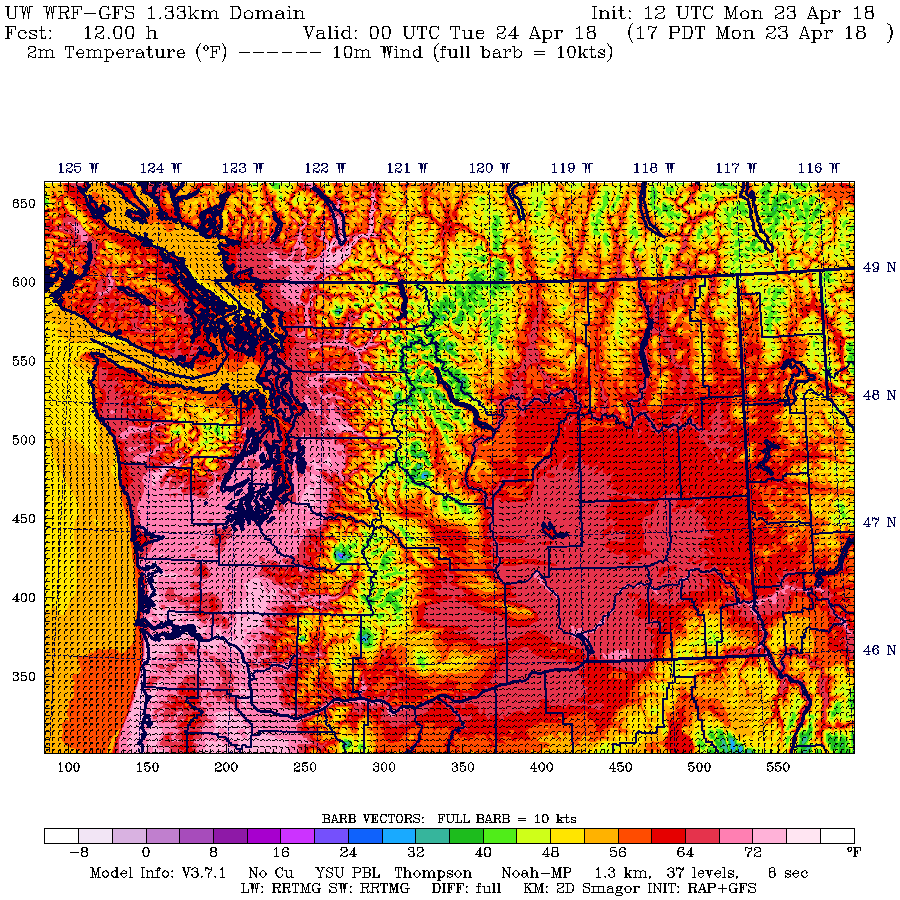 UW WRF-GFS 1.33km Domain Init: 12 UTC Mon 23 Apr 18
Fcst: 12.00 h Valid: 00 UTC Tue 24 Apr 18 (17 PDT Mon 23 Apr 18 )
2m Temperature (°F) ------ 10m Wind (full barb = 10kts)
125 W 124 W 123 W 122 W 121 W 120 W 119 W 118 W 117 W 116 W
650
49 N
600
550
48 N
500
47 N
450
400
46 N
350
100 150 200 250 300 350 400 450 500 550
BARB VECTORS: FULL BARB = 10 kts
-8 0 8 16 24 32 40 48 56 64 72 °F
Model Info: V3.7.1 No Cu YSU PBL Thompson Noah-MP 1.3 km, 37 levels, 8 sec
LW: RRTMG SW: RRTMG DIFF: full KM: 2D Smagor INIT: RAP+GFS